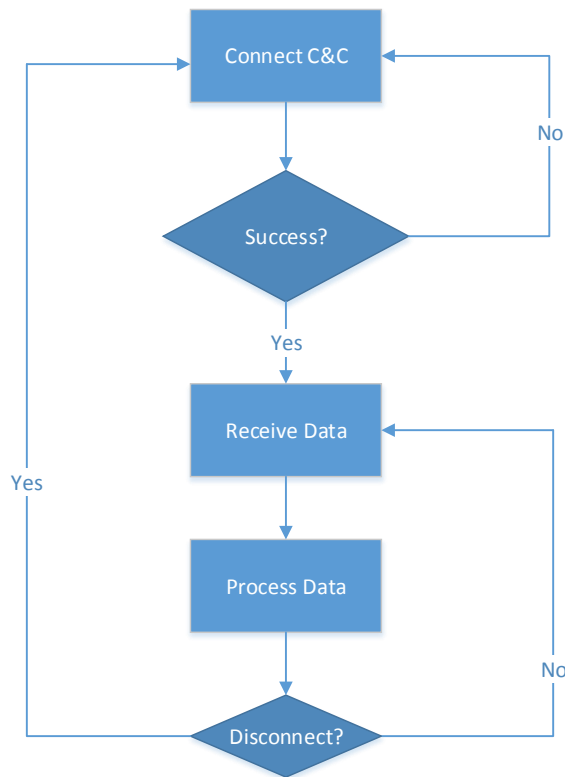 Connect C&C
No
Success?
Yes
Receive Data
Yes
Process Data
No
Disconnect?